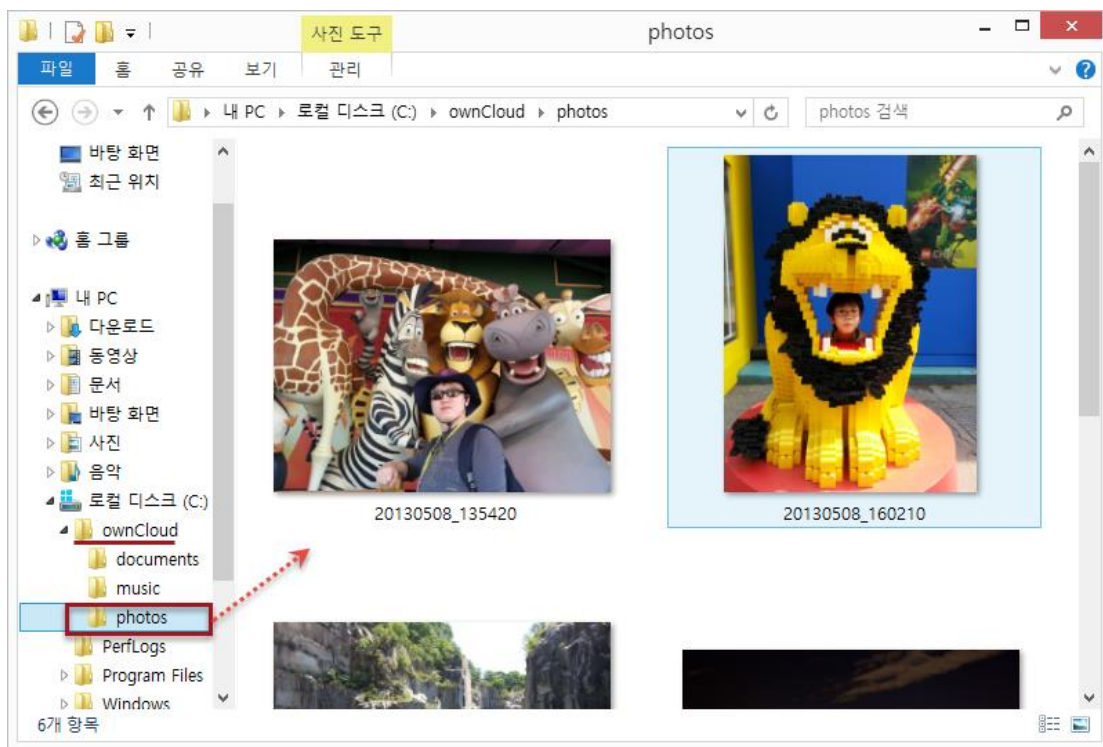 사진 도구
photos
파일 홈 공유 보기 관리
내 PC 로컬 디스크 (C:) ownCloud photos
photos 검색
바탕 화면
최근 위치
홈 그룹
내 PC
다운로드
동영상
문서
바탕 화면
사진
음악
로컬 디스크 (C:)
ownCloud
documents
music
photos
PerfLogs
Program Files
Windows
20130508_135420
20130508_160210
6개 항목